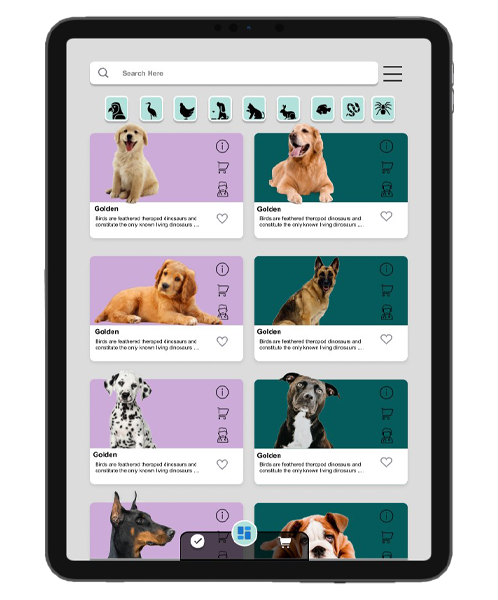 Search Here
Golden
Birds are feathered theropod dinosaurs and
constitute the only known living dinosaurs ...
Golden
Birds are feathered theropod dinosaurs and
constitute the only known living dinosaurs ...
Golden
Birds are feathered theropod dinosaurs and
constitute the only known living dinosaurs ...
Golden
Birds are feathered theropod dinosaurs and
constitute the only known living dinosaurs ...
Golden
Birds are feathered theropod dinosaurs and
constitute the only known living dinosaurs ...
Golden
Birds are feathered theropod dinosaurs and
constitute the only known living dinosaurs ...